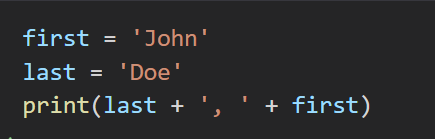 first = 'John'
last = 'Doe'
print(last + ', ' + first)